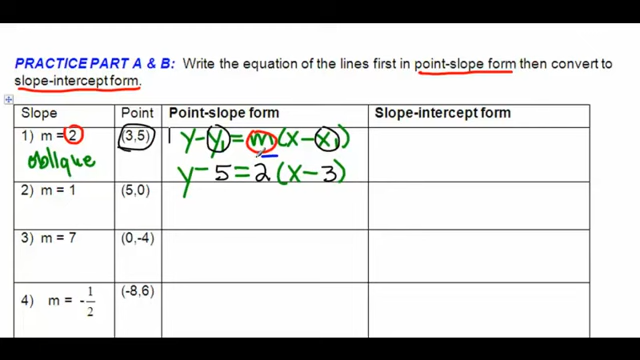 PRACTICE PART A & B: Write the equation of the lines first in point-slope form then convert to
slope-intercept form.
Slope Point Point-slope form Slope-intercept form
1) m = 2 (3,5) y - y₁ = m (x - x₁)
oblique y - 5 = 2 (x - 3)
2) m = 1 (5,0)
3) m = 7 (0,-4)
4) m = - 1/2 (-8,6)